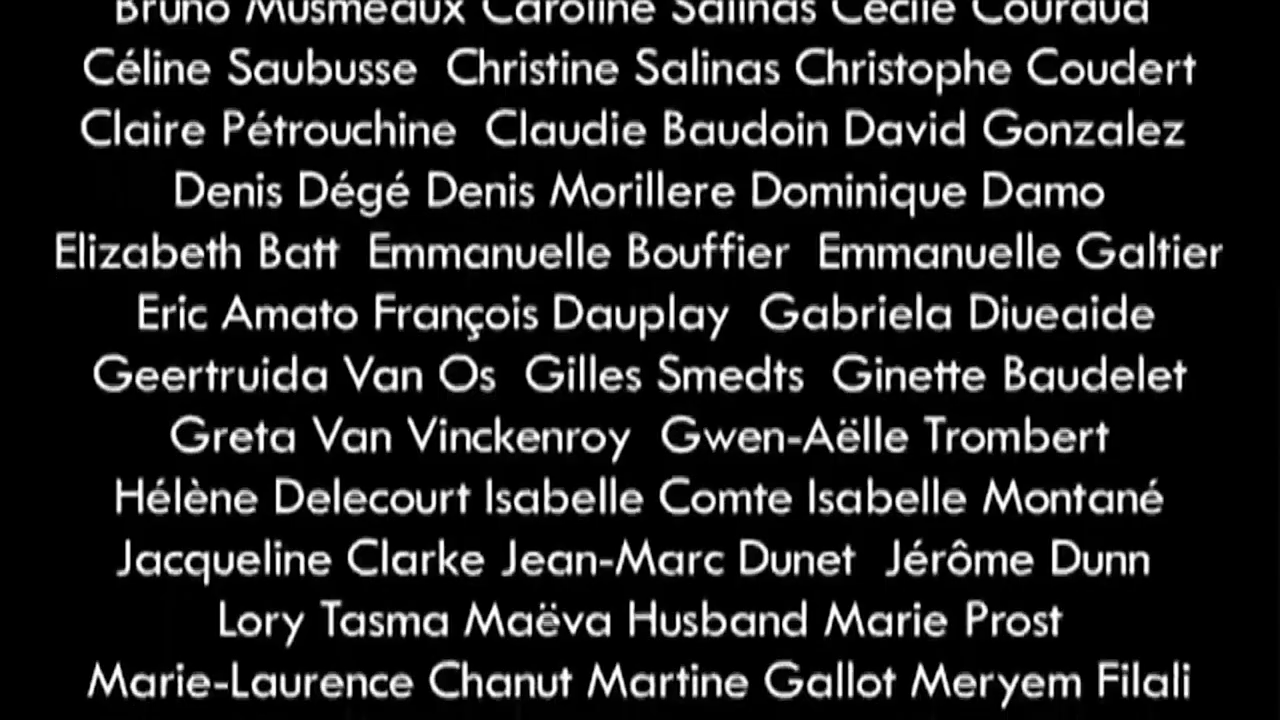 Bruno Musmeaux Caroline Salinas Cécile Couraud
Céline Saubusse Christine Salinas Christophe Coudert
Claire Pétrouchine Claudie Baudoin David Gonzalez
Denis Dégé Denis Morillere Dominique Damo
Elizabeth Batt Emmanuelle Bouffier Emmanuelle Galtier
Eric Amato François Dauplay Gabriela Diueaide
Geertruida Van Os Gilles Smedts Ginette Baudelet
Greta Van Vinckenroy Gwen-Aëlle Trombert
Hélène Delecourt Isabelle Comte Isabelle Montané
Jacqueline Clarke Jean-Marc Dunet Jérôme Dunn
Lory Tasma Maëva Husband Marie Prost
Marie-Laurence Chanut Martine Gallot Meryem Filali